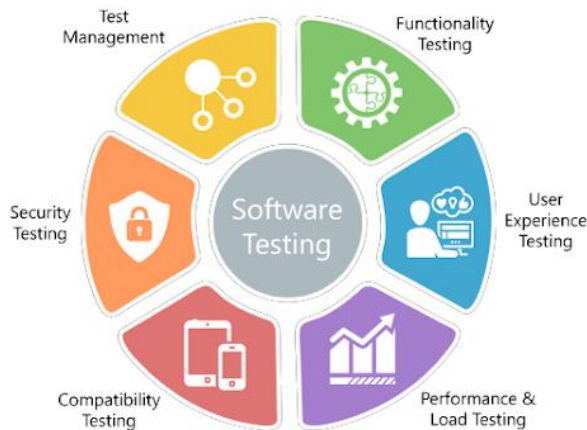 Test
Management
Functionality
Testing
Security
Testing
Software
Testing
User
Experience
Testing
Compatibility
Testing
Performance &
Load Testing